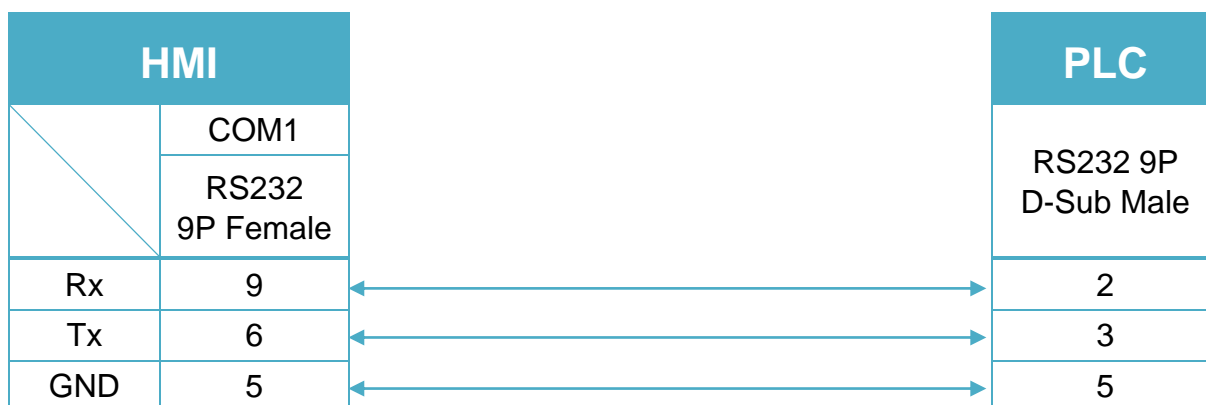 HMI
PLC
COM1
RS232
9P Female
RS232 9P
D-Sub Male
Rx 9 2
Tx 6 3
GND 5 5